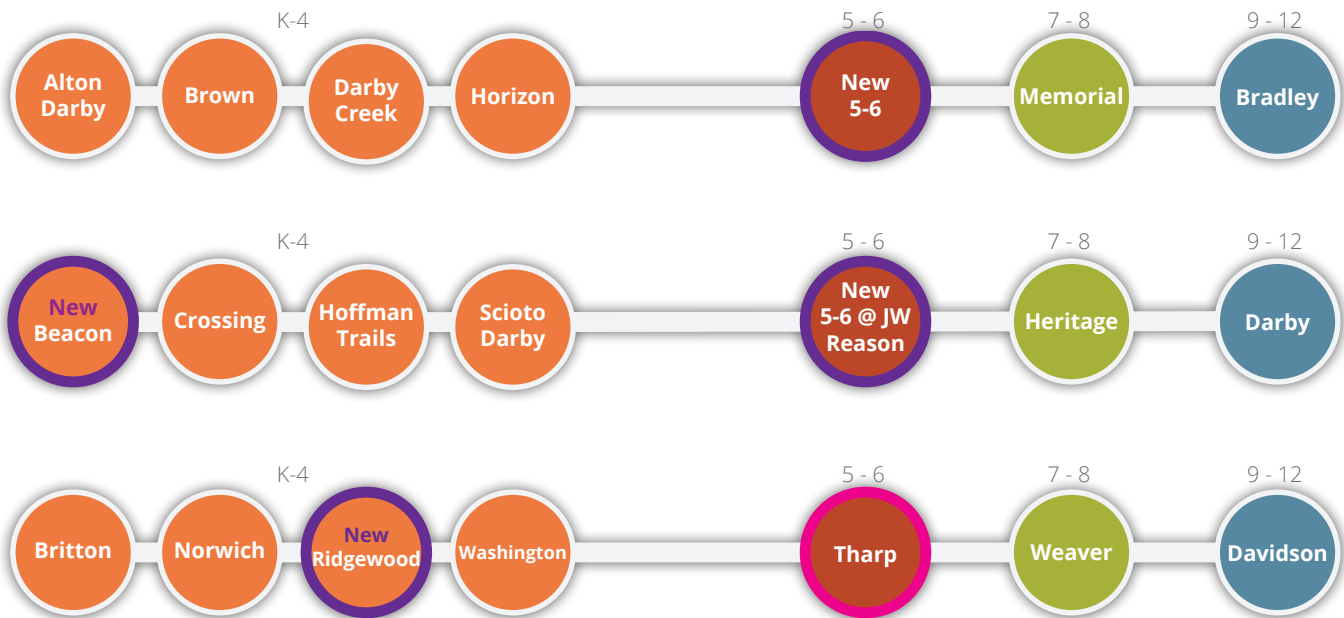 K-4
5 - 6
7 - 8
9 - 12
Alton
Darby
Brown
Darby
Creek
Horizon
New
5-6
Memorial
Bradley
K-4
5 - 6
7 - 8
9 - 12
New
Beacon
Crossing
Hoffman
Trails
Scioto
Darby
New
5-6 @ JW
Reason
Heritage
Darby
K-4
5 - 6
7 - 8
9 - 12
Britton
Norwich
New
Ridgewood
Washington
Tharp
Weaver
Davidson